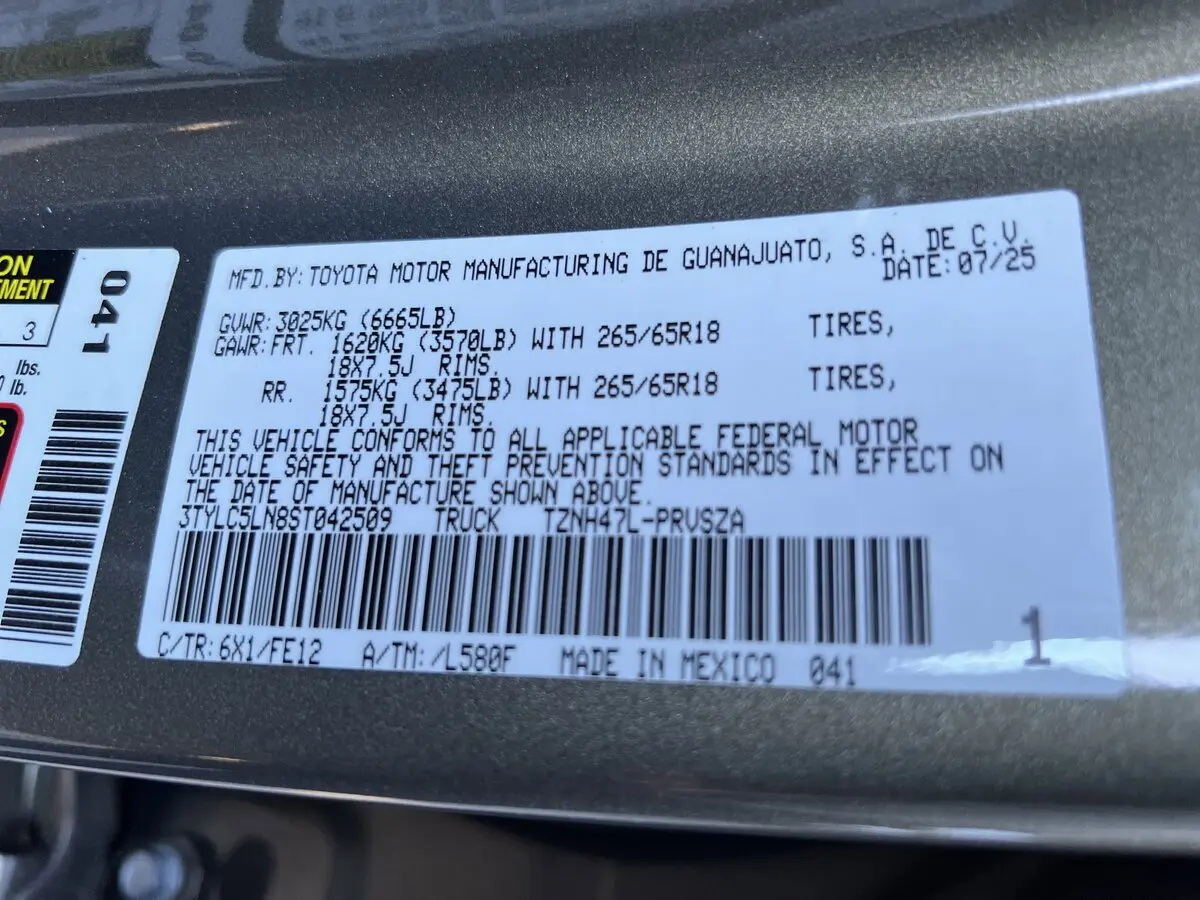 ON
MENT
3
lbs.
lb.
S
041
MFD.BY:TOYOTA MOTOR MANUFACTURING DE GUANAJUATO, S.A. DE C.V.
DATE:07/25
GVWR:3025KG (6665LB)
GAWR:FRT. 1620KG (3570LB) WITH 265/65R18 TIRES,
18X7.5J RIMS.
RR. 1575KG (3475LB) WITH 265/65R18 TIRES,
18X7.5J RIMS.
THIS VEHICLE CONFORMS TO ALL APPLICABLE FEDERAL MOTOR
VEHICLE SAFETY AND THEFT PREVENTION STANDARDS IN EFFECT ON
THE DATE OF MANUFACTURE SHOWN ABOVE.
3TYLC5LN8ST042509 TRUCK TZNH47L-PRVSZA
C/TR:6X1/FE12 A/TM:/L580F MADE IN MEXICO 041
1